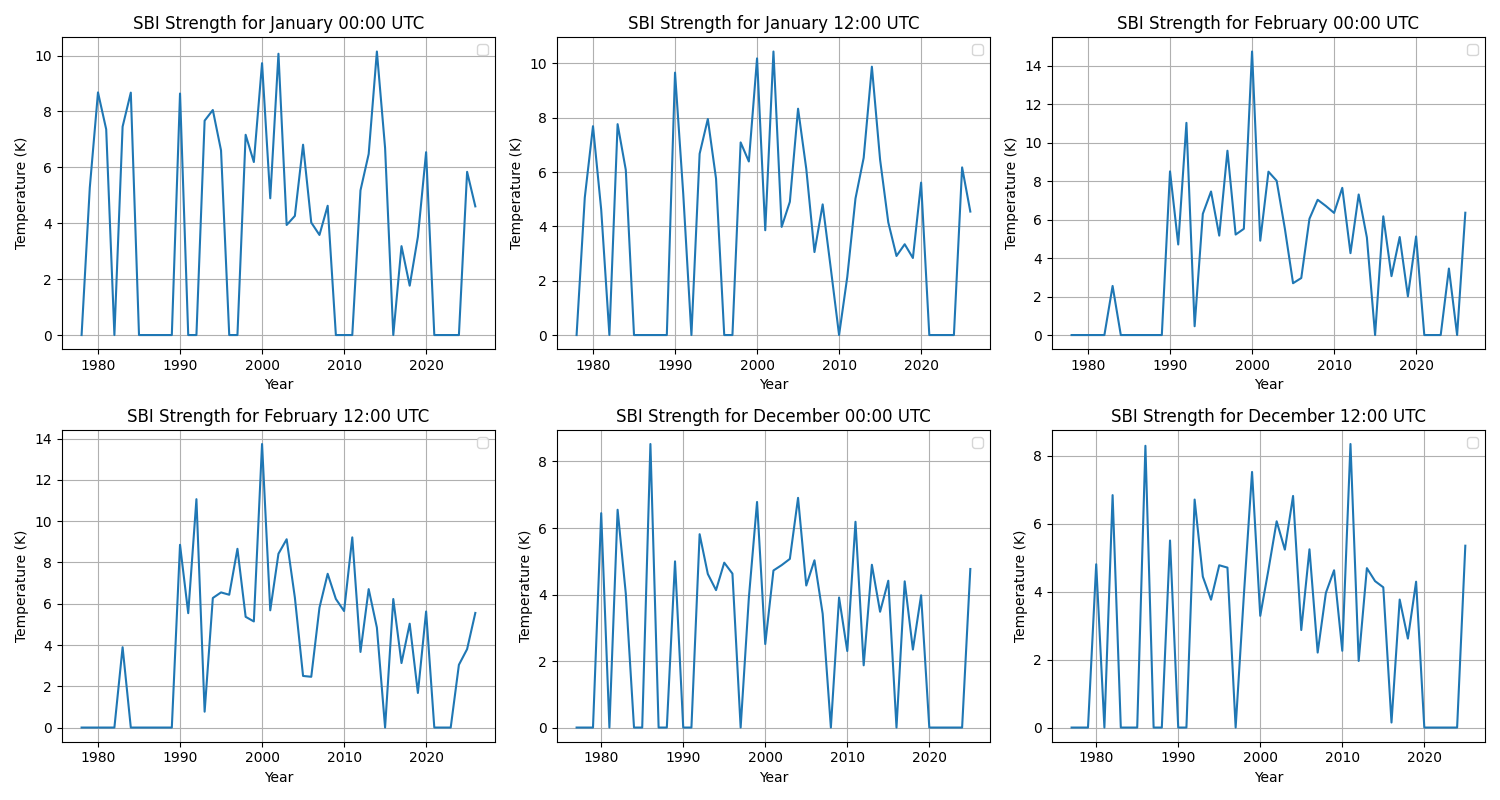 SBI Strength for January 00:00 UTC
Temperature (K)
10
8
6
4
2
0
1980 1990 2000 2010 2020
Year
SBI Strength for January 12:00 UTC
Temperature (K)
10
8
6
4
2
0
1980 1990 2000 2010 2020
Year
SBI Strength for February 00:00 UTC
Temperature (K)
14
12
10
8
6
4
2
0
1980 1990 2000 2010 2020
Year
SBI Strength for February 12:00 UTC
Temperature (K)
14
12
10
8
6
4
2
0
1980 1990 2000 2010 2020
Year
SBI Strength for December 00:00 UTC
Temperature (K)
8
6
4
2
0
1980 1990 2000 2010 2020
Year
SBI Strength for December 12:00 UTC
Temperature (K)
8
6
4
2
0
1980 1990 2000 2010 2020
Year